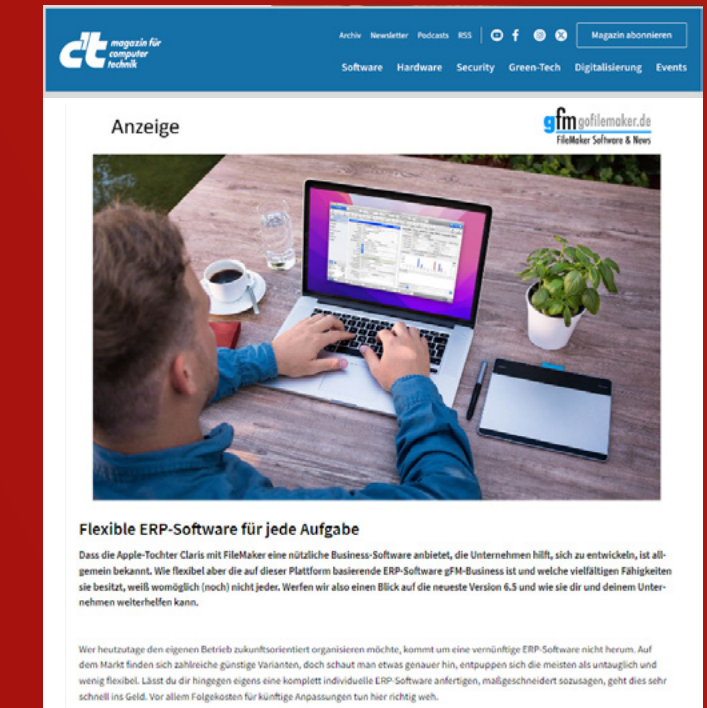 c't magazin für
computer
technik
Archiv Newsletter Podcasts RSS Magazin abonnieren
Software Hardware Security Green-Tech Digitalisierung Events
Anzeige
gfm gofilemaker.de
FileMaker Software & News
Flexible ERP-Software für jede Aufgabe
Dass die Apple-Tochter Claris mit FileMaker eine nützliche Business-Software anbietet, die Unternehmen hilft, sich zu entwickeln, ist all-
gemein bekannt. Wie flexibel aber die auf dieser Plattform basierende ERP-Software gFM-Business ist und welche vielfältigen Fähigkeiten
sie besitzt, weiß womöglich (noch) nicht jeder. Werfen wir also einen Blick auf die neueste Version 6.5 und wie sie dir und deinem Unter-
nehmen weiterhelfen kann.
Wer heutzutage den eigenen Betrieb zukunftsorientiert organisieren möchte, kommt um eine vernünftige ERP-Software nicht herum. Auf
dem Markt finden sich zahlreiche günstige Varianten, doch schaut man etwas genauer hin, entpuppen sich die meisten als untauglich und
wenig flexibel. Lässt du dir hingegen eigens eine komplett individuelle ERP-Software anfertigen, maßgeschneidert sozusagen, geht dies sehr
schnell ins Geld. Vor allem Folgekosten für künftige Anpassungen tun hier richtig weh.